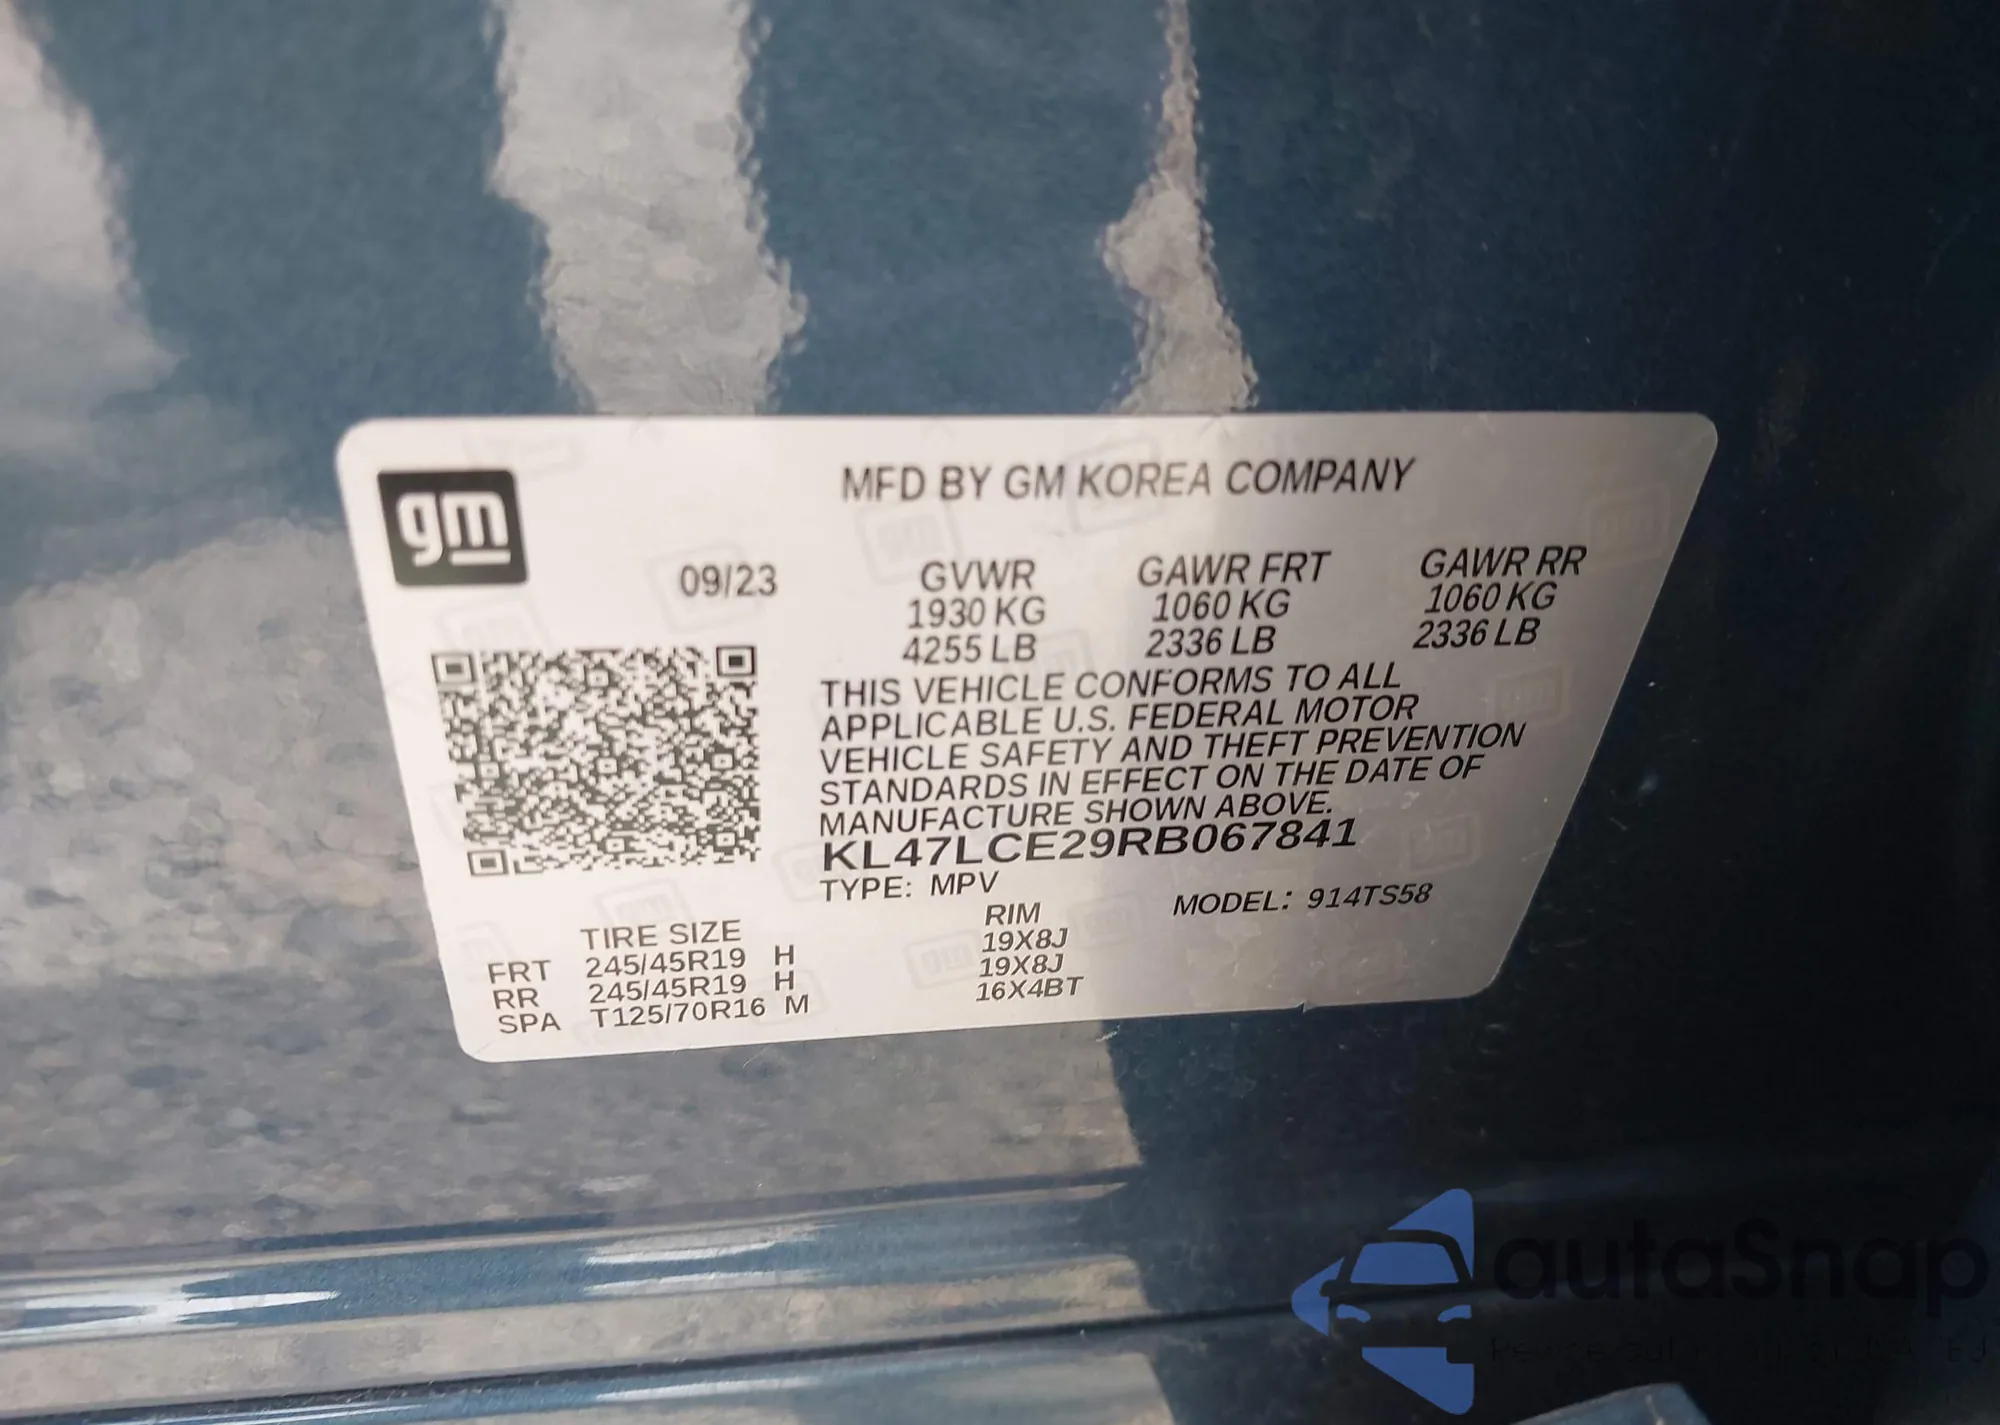 gm
MFD BY GM KOREA COMPANY
09/23 GVWR GAWR FRT GAWR RR
1930 KG 1060 KG 1060 KG
4255 LB 2336 LB 2336 LB
THIS VEHICLE CONFORMS TO ALL
APPLICABLE U.S. FEDERAL MOTOR
VEHICLE SAFETY AND THEFT PREVENTION
STANDARDS IN EFFECT ON THE DATE OF
MANUFACTURE SHOWN ABOVE.
KL47LCE29RB067841
TYPE: MPV MODEL: 914TS58
TIRE SIZE RIM
FRT 245/45R19 H 19X8J
RR 245/45R19 H 19X8J
SPA T125/70R16 M 16X4BT
autaSnap